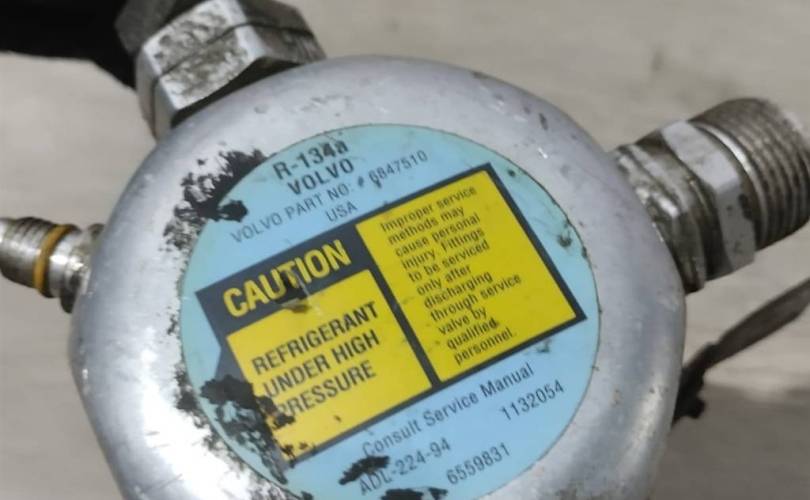 R-134a
VOLVO
VOLVO PART NO: # 6847510
USA
CAUTION
REFRIGERANT
UNDER HIGH
PRESSURE
Improper service
methods may
cause personal
injury. Fittings
to be serviced
only after
discharging
through service
valve by
qualified
personnel.
Consult Service Manual
ADL-224-94
1132054
6559831